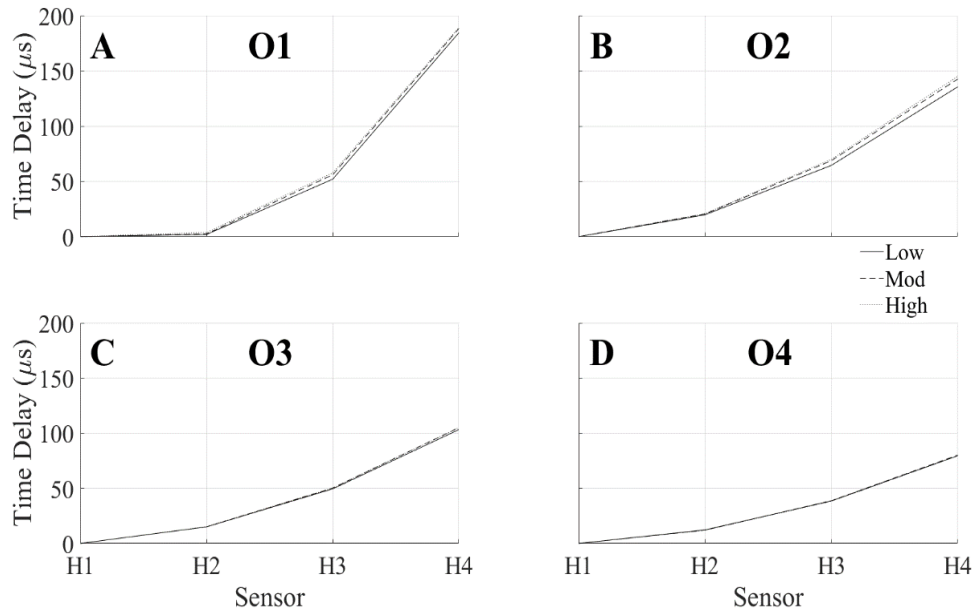 A O1
200
150
100
50
0
Time Delay (μs)
B O2
Low
Mod
High
C O3
200
150
100
50
0
Time Delay (μs)
H1 H2 H3 H4
Sensor
D O4
H1 H2 H3 H4
Sensor